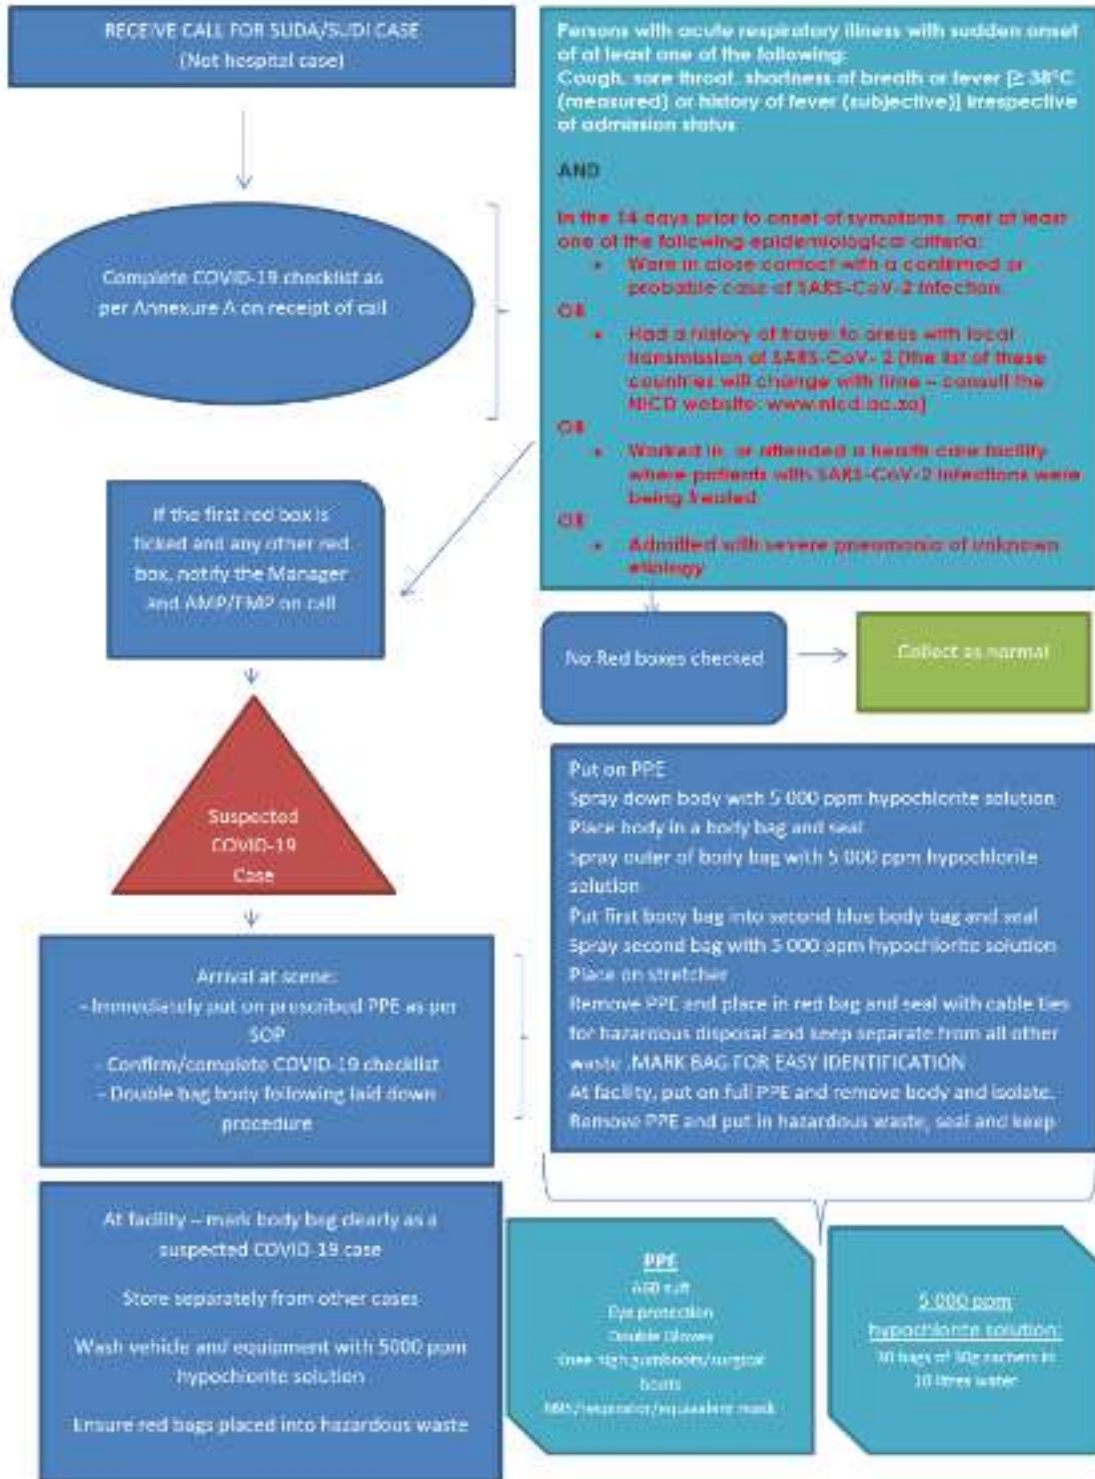 RECEIVE CALL FOR SUDA/SUDI CASE
(Not hospital case)
Complete COVID-19 checklist as
per Annexure A on receipt of call
Persons with acute respiratory illness with sudden onset
of at least one of the following:
Cough, sore throat, shortness of breath or fever [≥ 38°C
(measured) or history of fever (subjective)] irrespective
of admission status
AND
In the 14 days prior to onset of symptoms, met at least
one of the following epidemiological criteria:
• Were in close contact with a confirmed or
probable case of SARS-CoV-2 infection
OR
• Had a history of travel to areas with local
transmission of SARS-CoV- 2 (the list of these
countries will change with time – consult the
NICD website: www.nicd.ac.za)
OR
• Worked in, or attended a health care facility
where patients with SARS-CoV-2 infections were
being treated
OR
• Admitted with severe pneumonia of unknown
etiology
If the first red box is
ticked and any other red
box, notify the Manager
and AMP/FMP on call
No Red boxes checked
Collect as normal
Suspected
COVID-19
Case
Arrival at scene:
- Immediately put on prescribed PPE as per
SOP
- Confirm/complete COVID-19 checklist
- Double bag body following laid down
procedure
Put on PPE
Spray down body with 5 000 ppm hypochlorite solution
Place body in a body bag and seal
Spray outer of body bag with 5 000 ppm hypochlorite
solution
Put first body bag into second blue body bag and seal
Spray second bag with 5 000 ppm hypochlorite solution
Place on stretcher
Remove PPE and place in red bag and seal with cable ties
for hazardous disposal and keep separate from all other
waste .MARK BAG FOR EASY IDENTIFICATION
At facility, put on full PPE and remove body and isolate.
Remove PPE and put in hazardous waste, seal and keep
At facility – mark body bag clearly as a
suspected COVID-19 case
Store separately from other cases
Wash vehicle and equipment with 5000 ppm
hypochlorite solution
Ensure red bags placed into hazardous waste
PPE
suit
Eye protection
Double Gloves
Knee high gumboots/surgical
boots
N95/respirator/equivalent mask
5 000 ppm
hypochlorite solution:
bags of sachets in
10 litres water